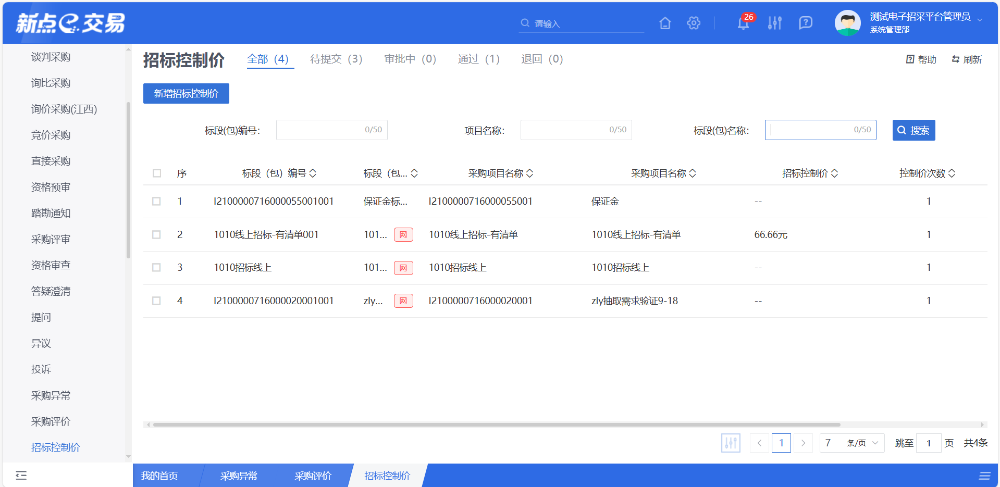 新点e交易
请输入
26
测试电子招采平台管理员
系统管理部
谈判采购
询比采购
询价采购(江西)
竞价采购
直接采购
资格预审
踏勘通知
采购评审
资格审查
答疑澄清
提问
异议
投诉
采购异常
采购评价
招标控制价
招标控制价 全部（4） 待提交（3） 审批中（0） 通过（1） 退回（0） 帮助 刷新
新增招标控制价
标段(包)编号： 0/50 项目名称： 0/50 标段(包)名称： 0/50 搜索
序 标段（包）编号 标段（包... 采购项目名称 采购项目名称 招标控制价 控制价次数
1 I2100000716000055001001 保证金标... I2100000716000055001 保证金 -- 1
2 1010线上招标-有清单001 101... 网 1010线上招标-有清单 1010线上招标-有清单 66.66元 1
3 1010招标线上 101... 网 1010招标线上 1010招标线上 -- 1
4 I2100000716000020001001 zly... 网 I2100000716000020001 zly抽取需求验证9-18 -- 1
1 7 条/页 跳至 1 页 共4条
我的首页 采购异常 采购评价 招标控制价